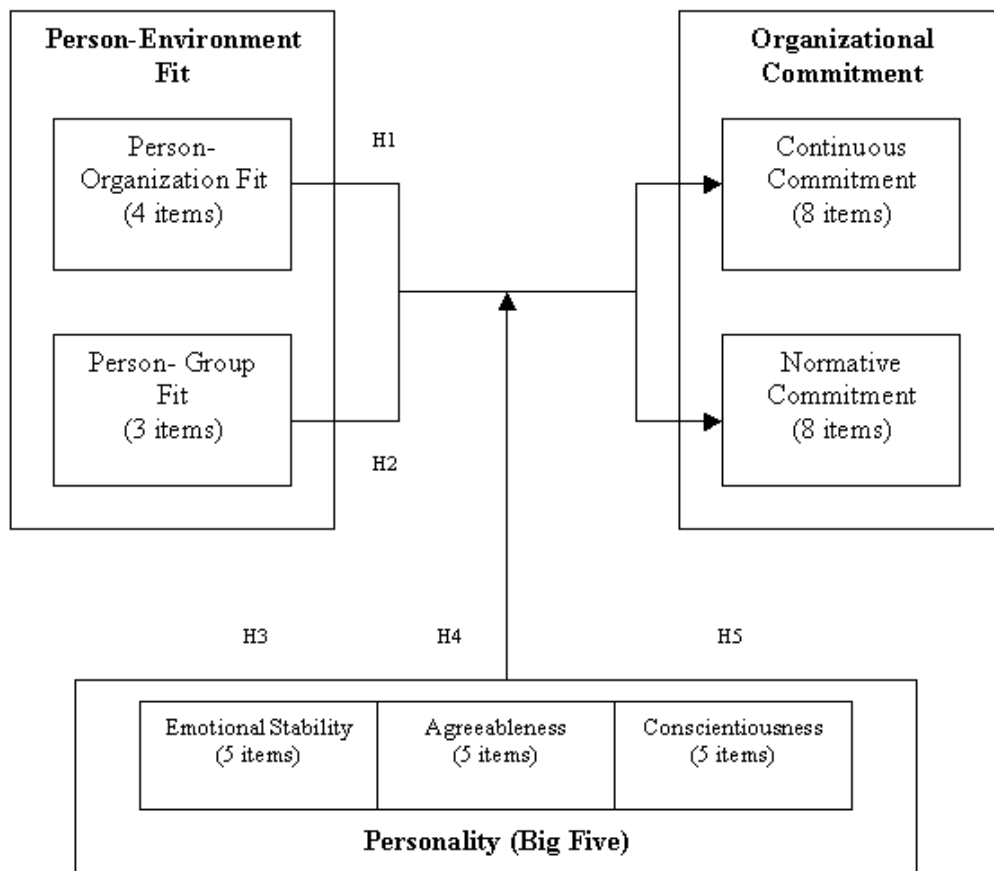 Person-Environment
Fit
Person-
Organization Fit
(4 items)
H1
Person- Group
Fit
(3 items)
H2
Organizational
Commitment
Continuous
Commitment
(8 items)
Normative
Commitment
(8 items)
H3
H4
H5
Emotional Stability
(5 items)
Agreeableness
(5 items)
Conscientiousness
(5 items)
Personality (Big Five)